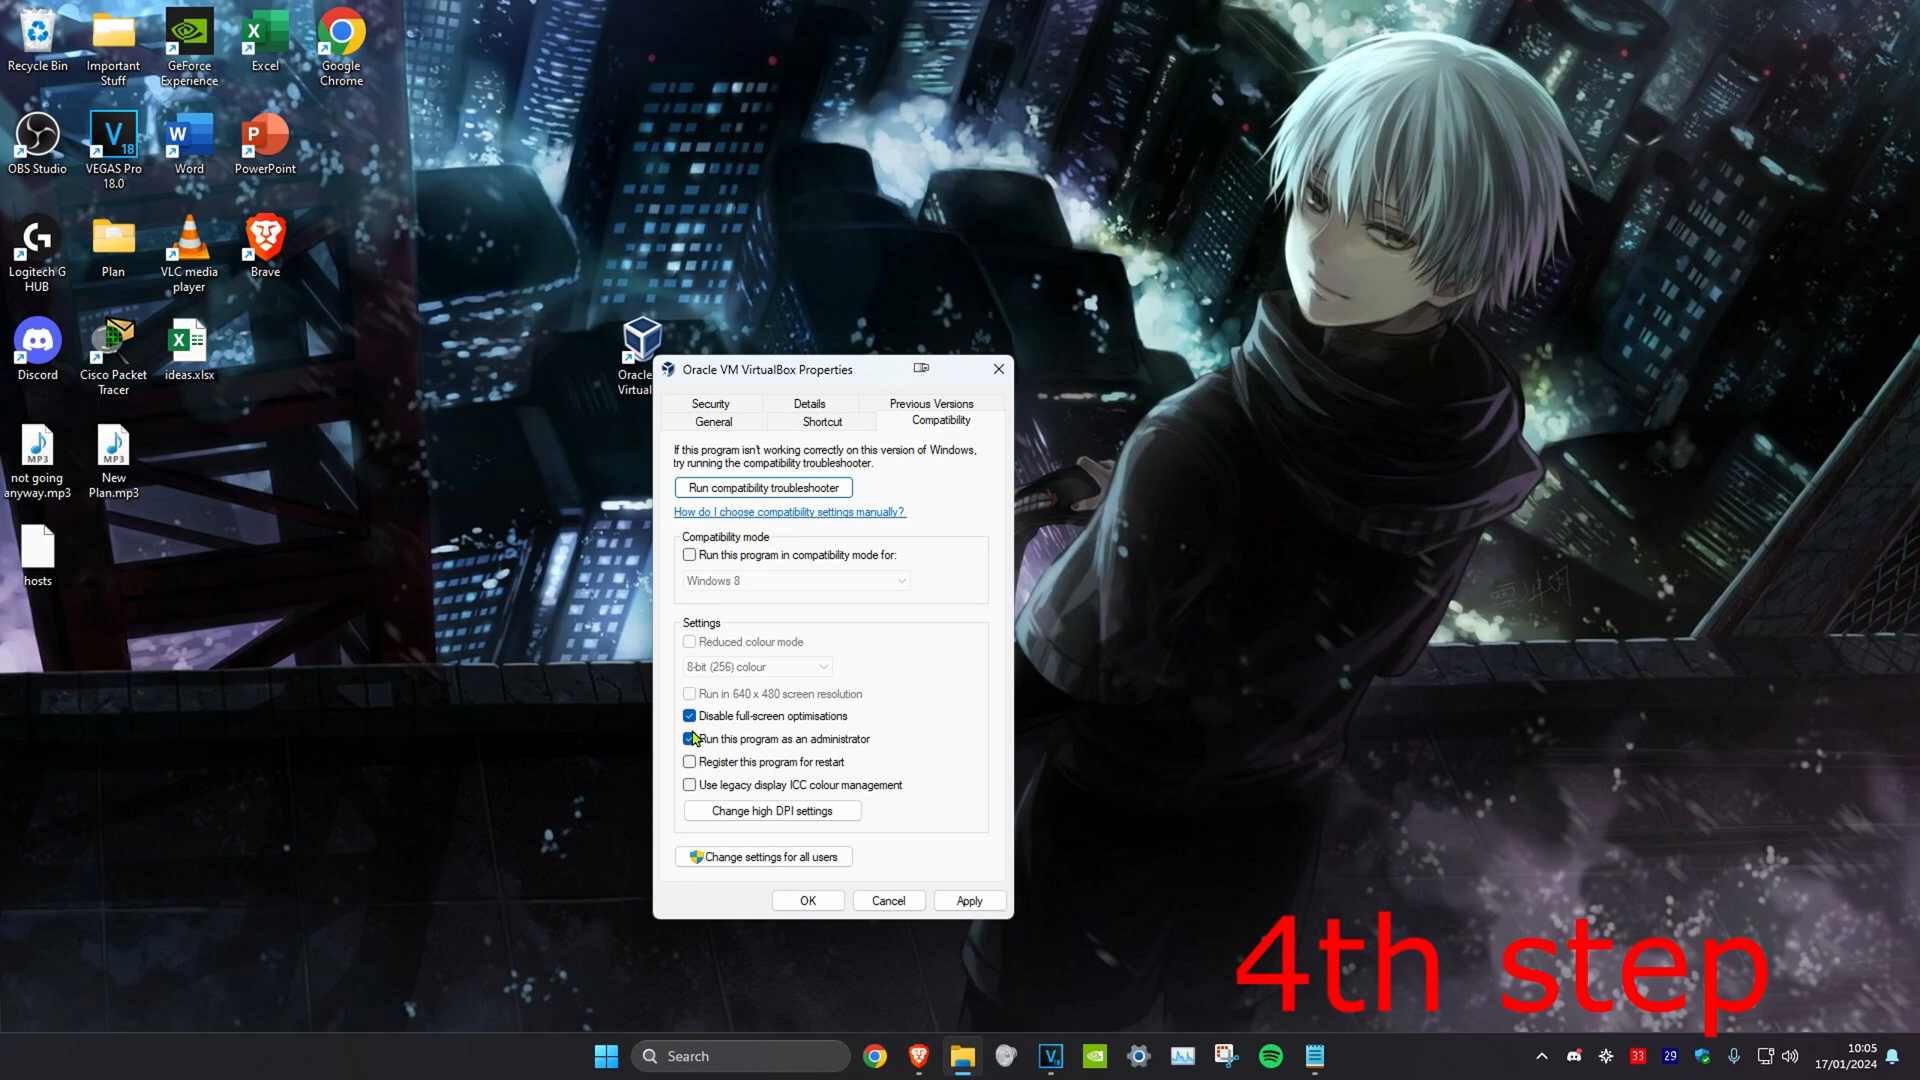 Recycle Bin
Important
Stuff
GeForce
Experience
Excel
Google
Chrome
OBS Studio
VEGAS Pro
18.0
Word
PowerPoint
Logitech G
HUB
Plan
VLC media
player
Brave
Discord
Cisco Packet
Tracer
ideas.xlsx
MP3
not going
anyway.mp3
MP3
New
Plan.mp3
hosts
Oracle
Virtual
Oracle VM VirtualBox Properties
Security
Details
Previous Versions
General
Shortcut
Compatibility
If this program isn't working correctly on this version of Windows,
try running the compatibility troubleshooter.
Run compatibility troubleshooter
How do I choose compatibility settings manually?
Compatibility mode
Run this program in compatibility mode for:
Windows 8
Settings
Reduced colour mode
8-bit (256) colour
Run in 640 x 480 screen resolution
Disable full-screen optimisations
Run this program as an administrator
Register this program for restart
Use legacy display ICC colour management
Change high DPI settings
Change settings for all users
OK
Cancel
Apply
4th step
Search
33
29
10:05
17/01/2024